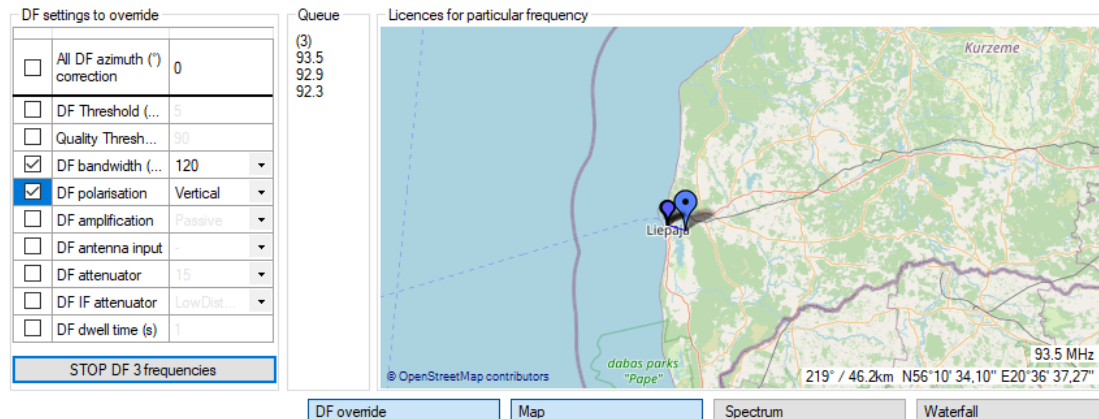 DF settings to override
All DF azimuth (°)
correction
0
DF Threshold (...
5
Quality Thresh...
90
DF bandwidth (...
120
DF polarisation
Vertical
DF amplification
Passive
DF antenna input
-
DF attenuator
15
DF IF attenuator
LowDist...
DF dwell time (s)
1
STOP DF 3 frequencies
Queue
(3)
93.5
92.9
92.3
Licences for particular frequency
Kurzeme
Liepāja
dabas parks
"Pape"
© OpenStreetMap contributors
93.5 MHz
219° / 46.2km N56°10' 34,10" E20°36' 37,27"
DF override
Map
Spectrum
Waterfall